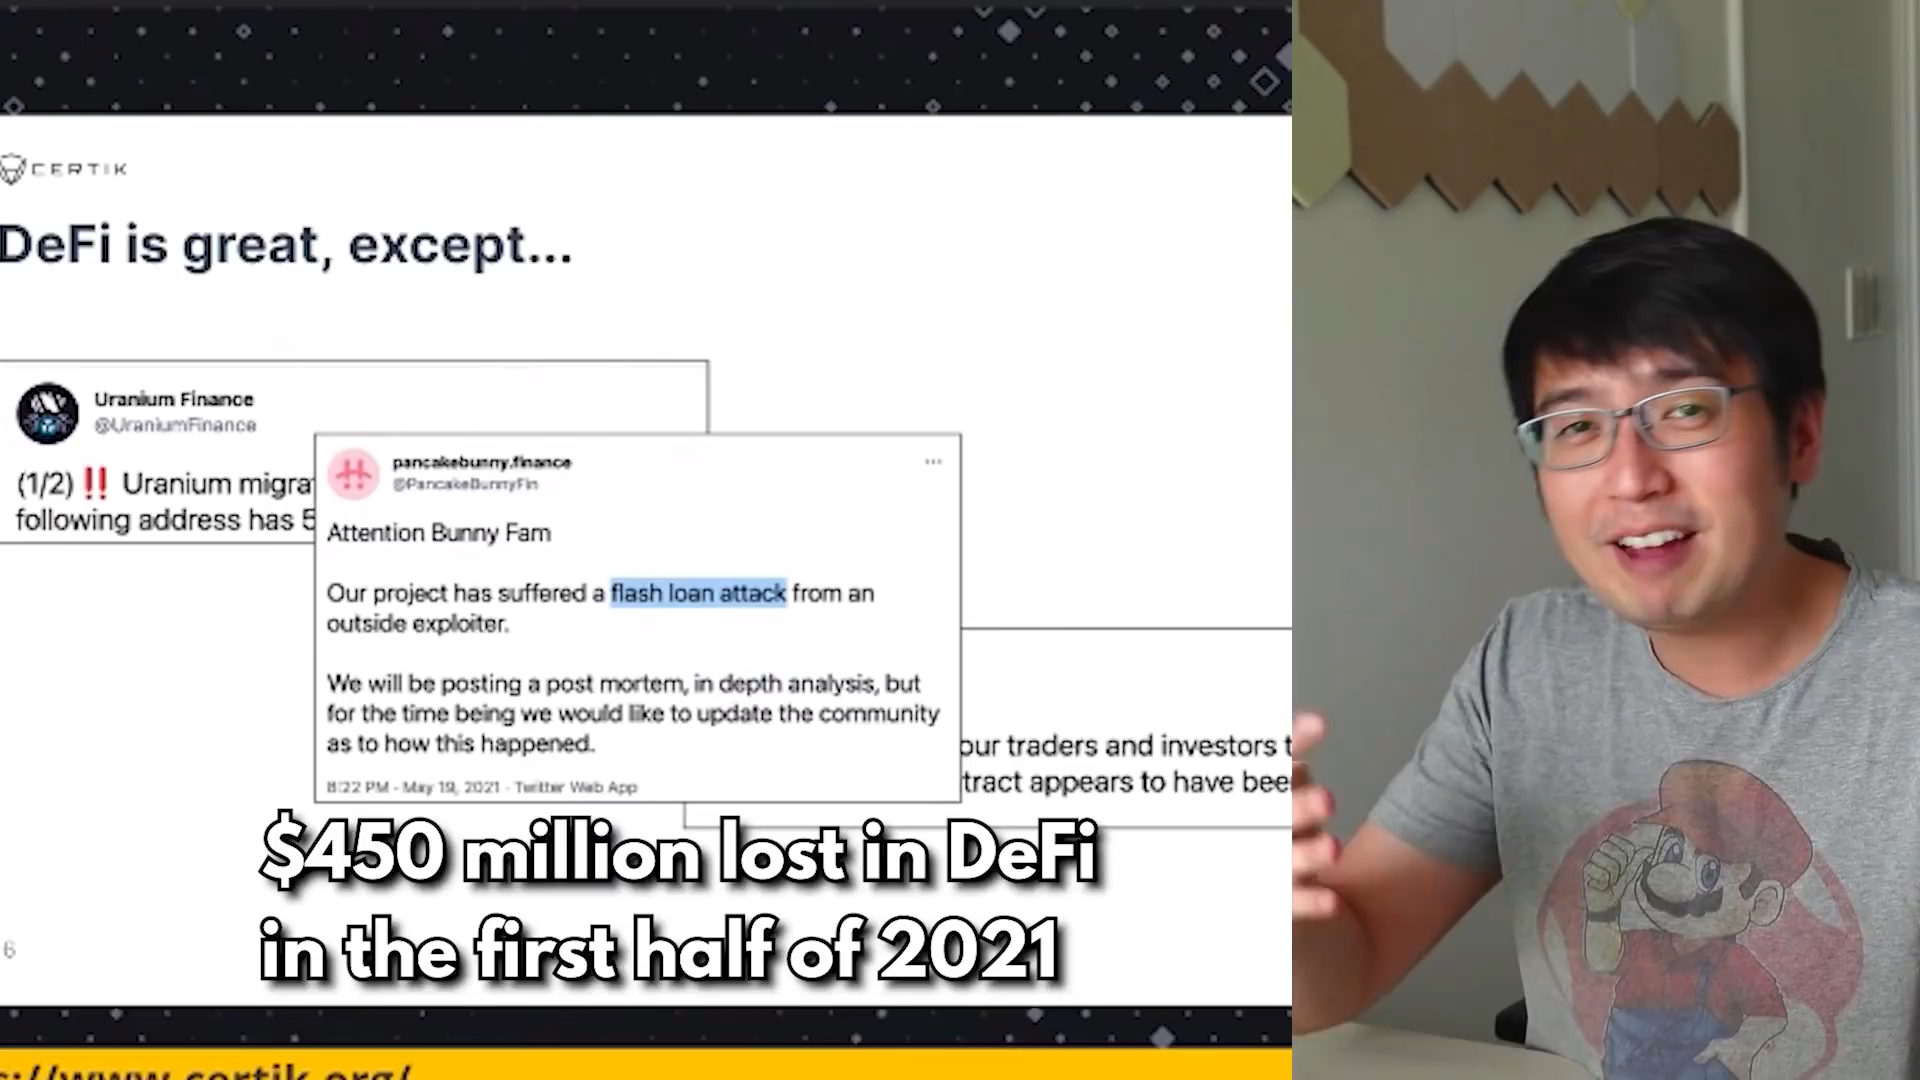 CERTIK
DeFi is great, except...
Uranium Finance
@UraniumFinance
(1/2) ‼️ Uranium migra
following address has 5
pancakebunny.finance
@PancakeBunnyFin
Attention Bunny Fam
Our project has suffered a flash loan attack from an
outside exploiter.
We will be posting a post mortem, in depth analysis, but
for the time being we would like to update the community
as to how this happened.
8:22 PM - May 19, 2021 · Twitter Web App
our traders and investors t
tract appears to have bee
$450 million lost in DeFi
in the first half of 2021
6
://www.certik.org/